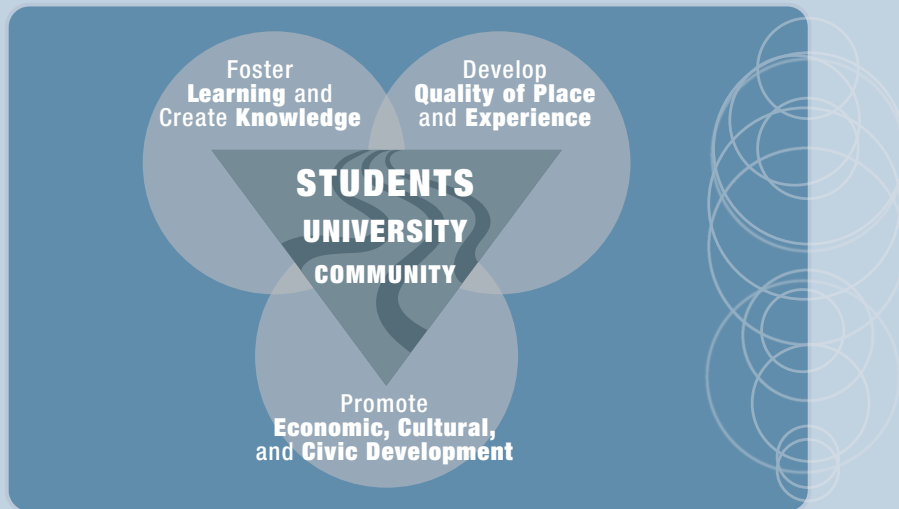 Foster
Learning and
Create Knowledge
Develop
Quality of Place
and Experience
STUDENTS
UNIVERSITY
COMMUNITY
Promote
Economic, Cultural,
and Civic Development